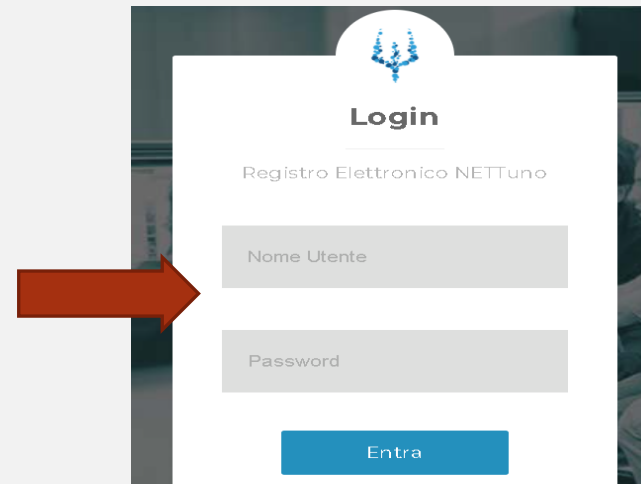 Login
Registro Elettronico NETTuno
Nome Utente
Password
Entra